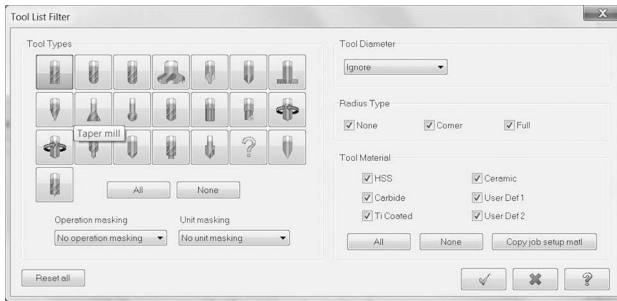 Tool List Filter
Tool Types
Taper mill
All
None
Operation masking
Unit masking
No operation masking
No unit masking
Reset all
Tool Diameter
Ignore
Radius Type
None
Corner
Full
Tool Material
HSS
Ceramic
Carbide
User Def 1
Ti Coated
User Def 2
All
None
Copy job setup matl